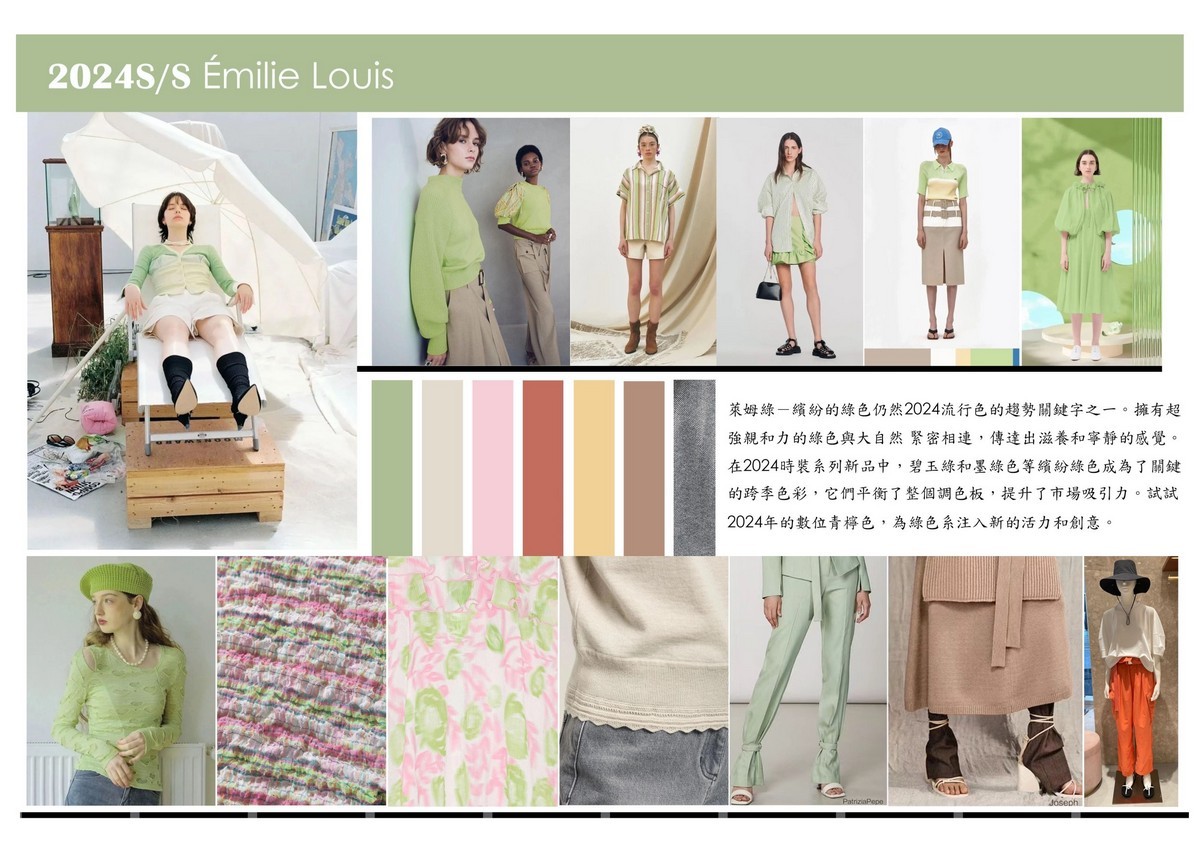 2024S/S Émilie Louis
萊姆綠－繽紛的綠色仍然2024流行色的趨勢關鍵字之一。擁有超
強親和力的綠色與大自然 緊密相連，傳達出滋養和寧靜的感覺。
在2024時裝系列新品中，碧玉綠和墨綠色等繽紛綠色成為了關鍵
的跨季色彩，它們平衡了整個調色板，提升了市場吸引力。試試
2024年的數位青檸色，為綠色系注入新的活力和創意。
PatriziaPepe
Joseph